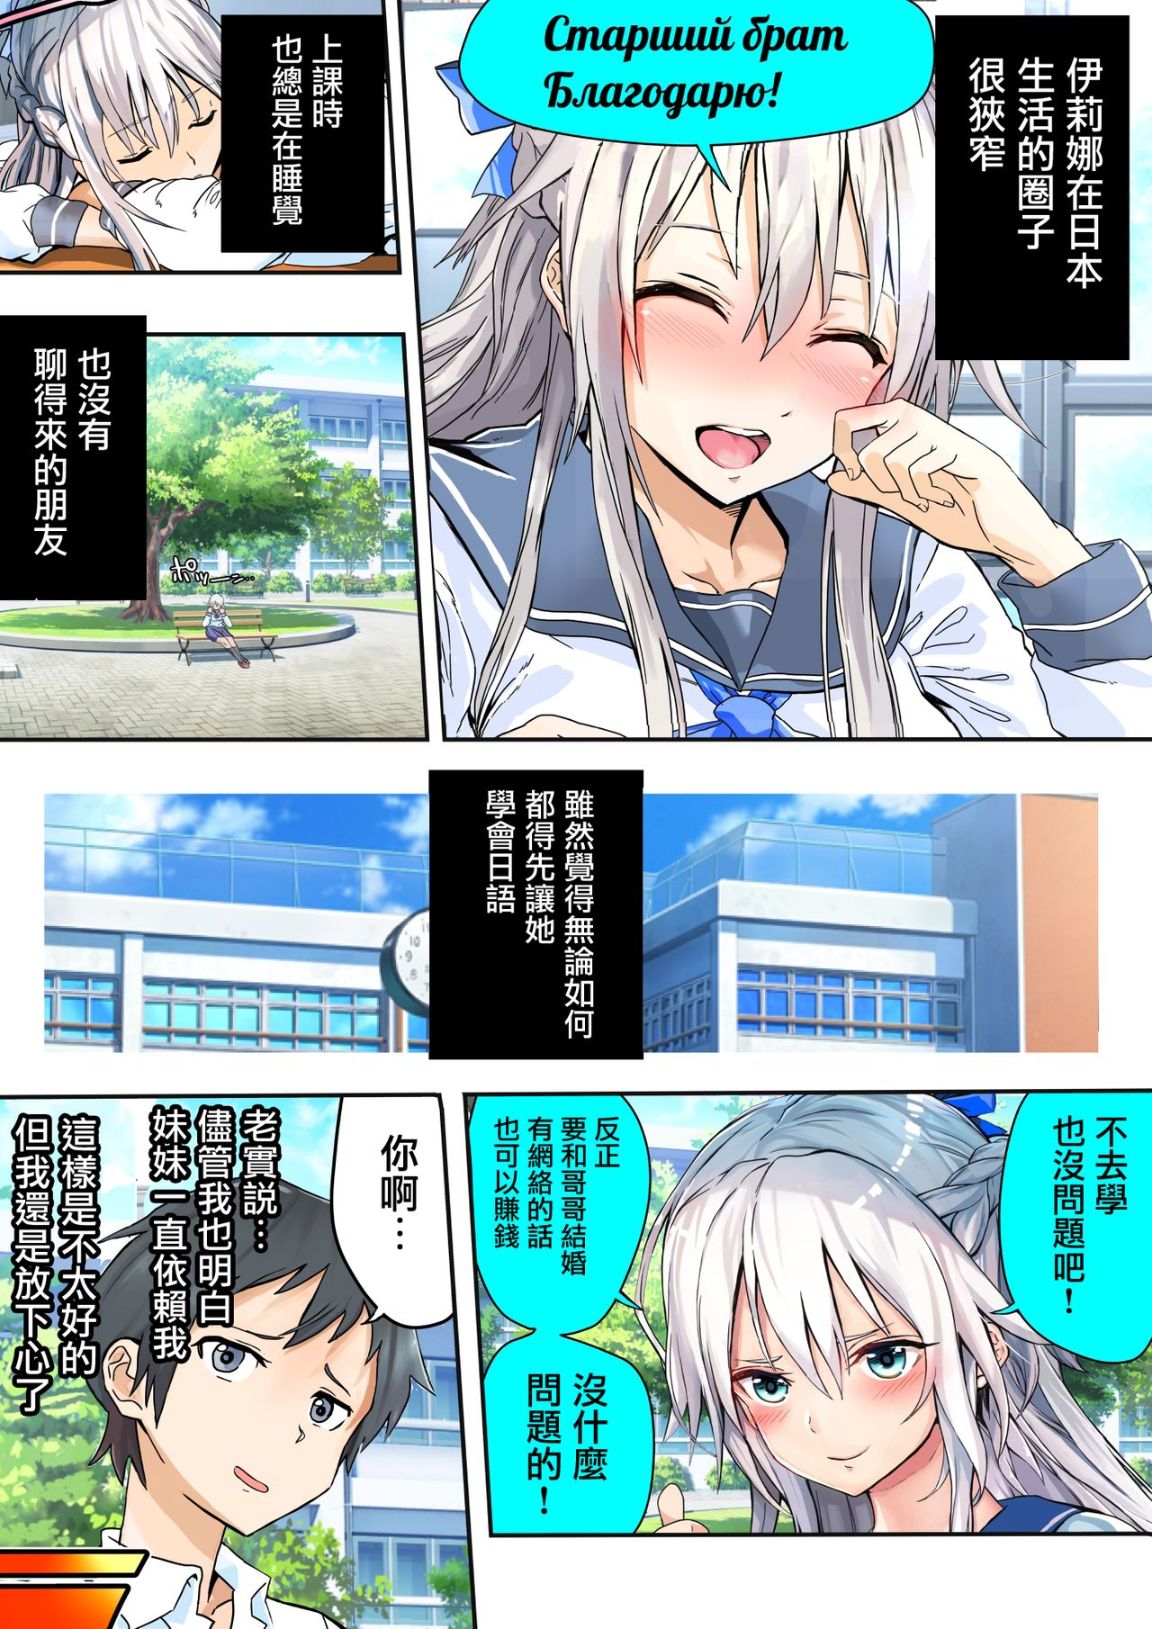 伊莉娜在日本
生活的圈子
很狹窄
Старший брат
Благодарю!
上課時
也總是在睡覺
也沒有
聊得來的朋友
ポツーン…
雖然覺得無論如何
都得先讓她
學會日語
不去學
也沒問題吧！
反正
要和哥哥結婚
有網絡的話
也可以賺錢
沒什麼
問題的！
你啊…
老實説…
儘管我也明白
妹妹一直依賴我
這樣是不太好的
但我還是放下心了